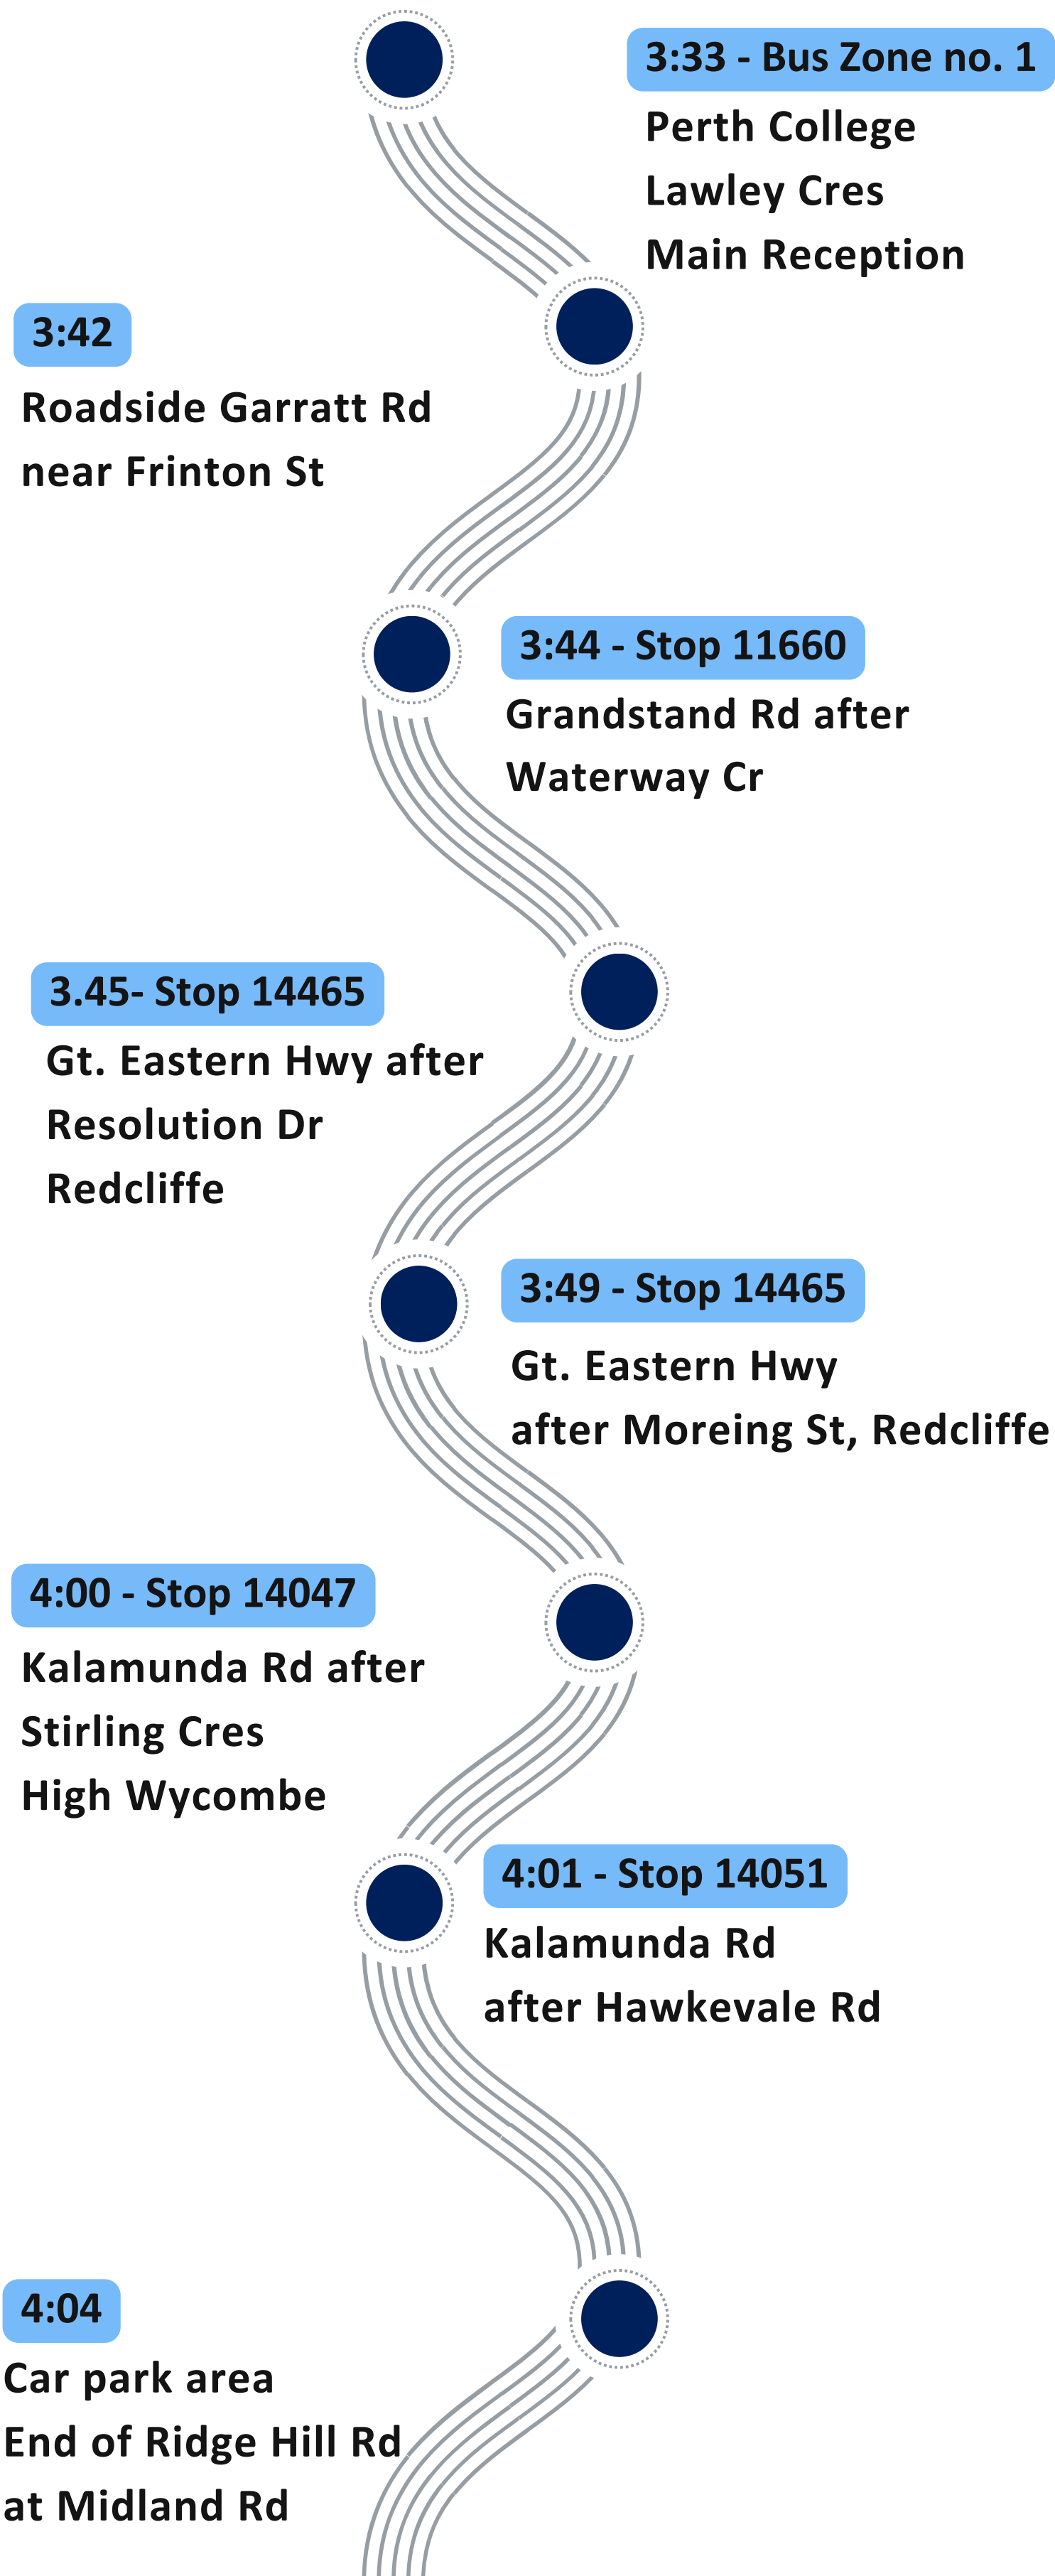 3:33 - Bus Zone no. 1
Perth College
Lawley Cres
Main Reception
3:42
Roadside Garratt Rd
near Frinton St
3:44 - Stop 11660
Grandstand Rd after
Waterway Cr
3.45- Stop 14465
Gt. Eastern Hwy after
Resolution Dr
Redcliffe
3:49 - Stop 14465
Gt. Eastern Hwy
after Moreing St, Redcliffe
4:00 - Stop 14047
Kalamunda Rd after
Stirling Cres
High Wycombe
4:01 - Stop 14051
Kalamunda Rd
after Hawkevale Rd
4:04
Car park area
End of Ridge Hill Rd
at Midland Rd